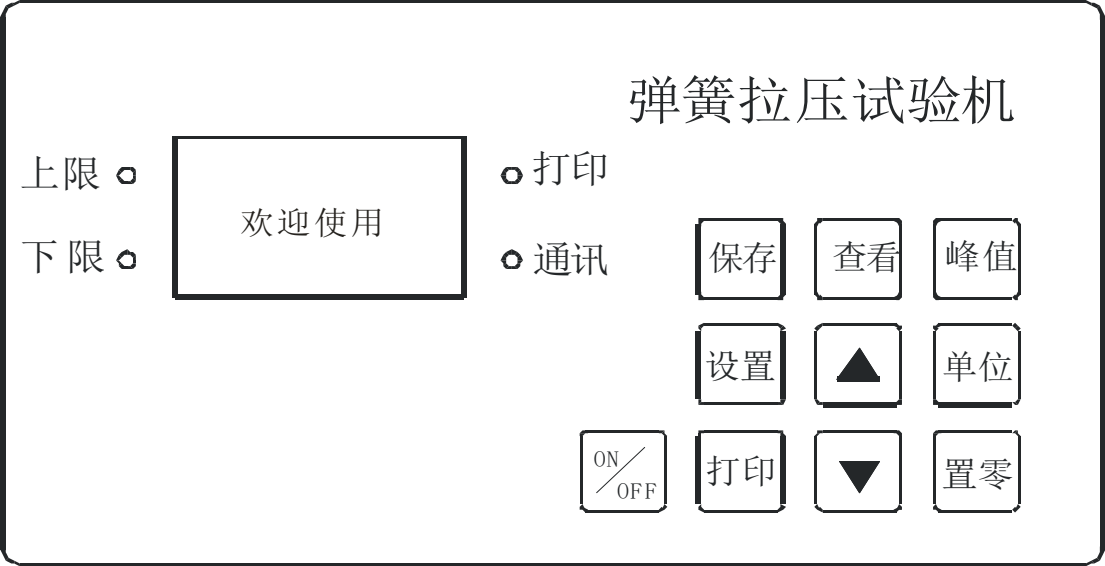 弹簧拉压试验机
上限
打印
欢迎使用
下限
通讯
保存 查看 峰值
设置 ▲ 单位
ON/OFF 打印 ▼ 置零